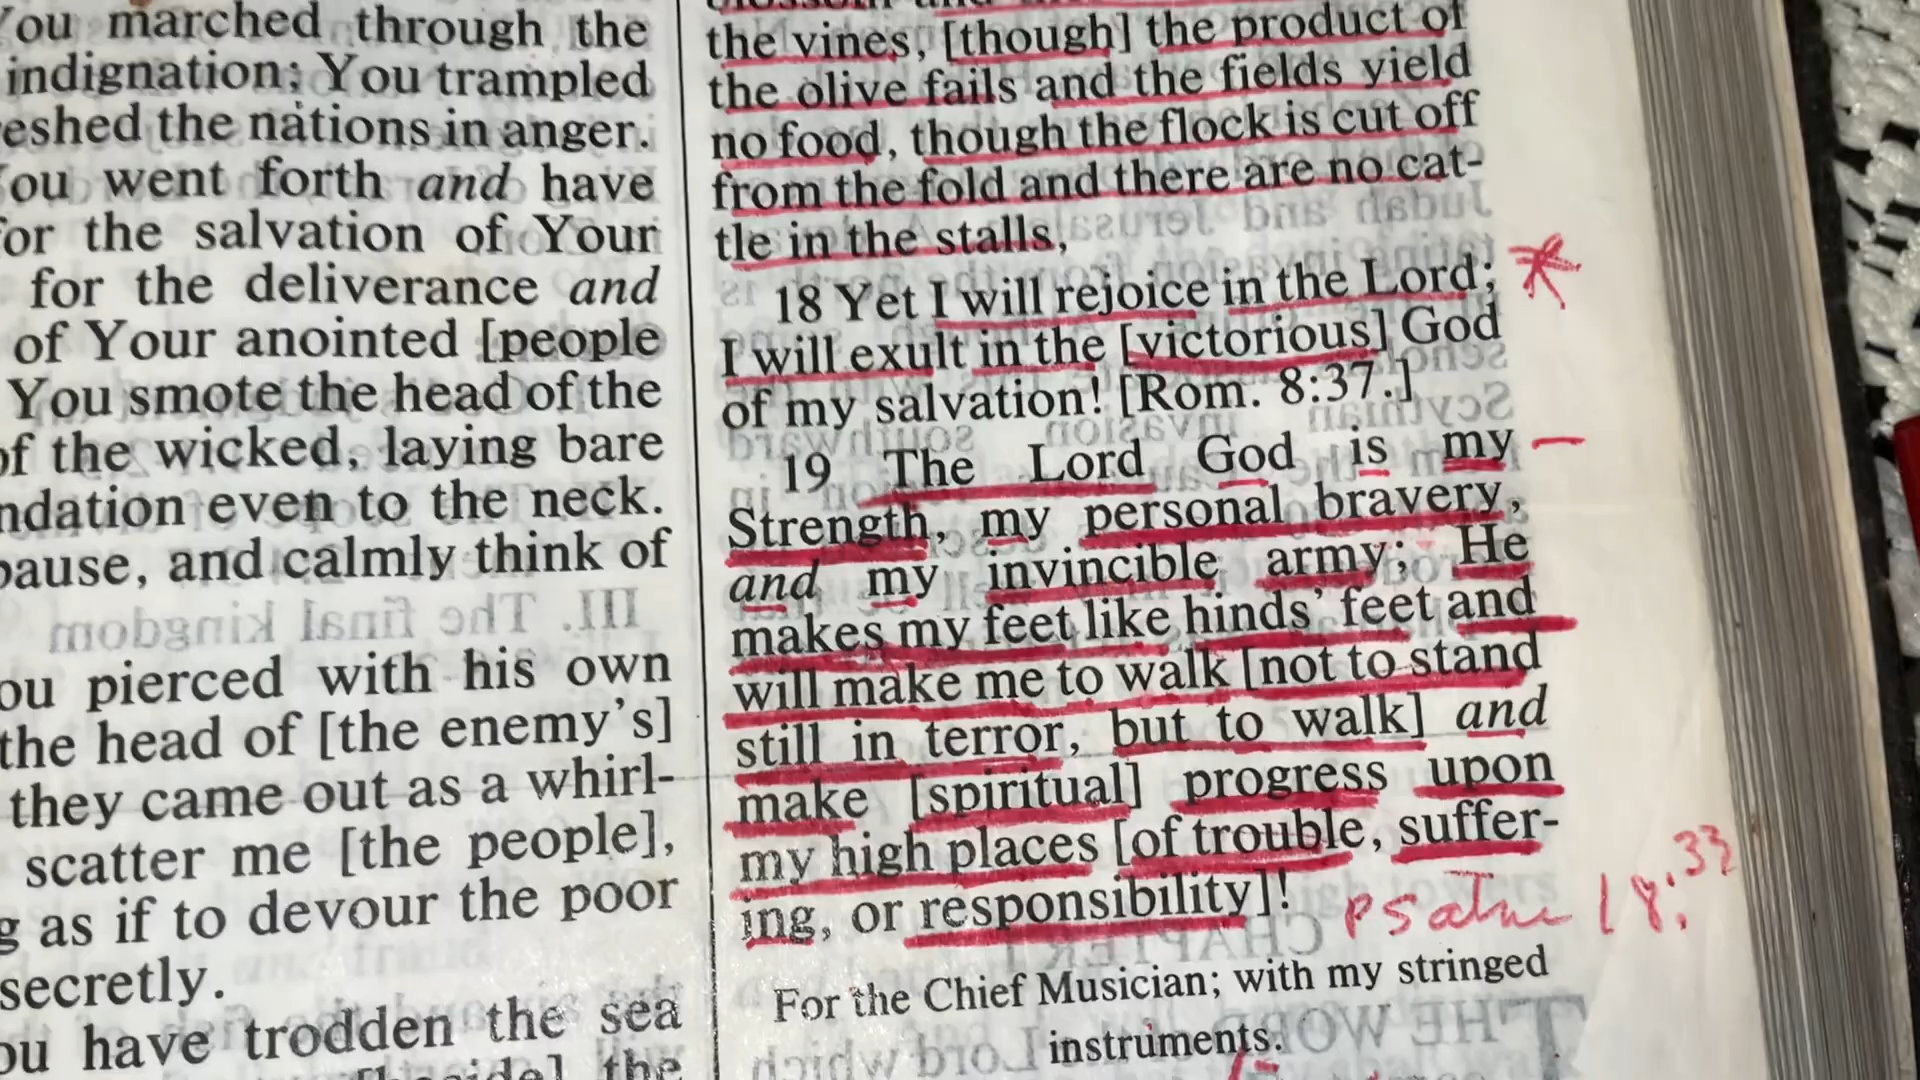 You marched through the
indignation; You trampled
the nations in anger.
You went forth and have
for the salvation of Your
for the deliverance and
of Your anointed [people
You smote the head of the
of the wicked, laying bare
even to the neck.
pause, and calmly think of
pierced with his own
the head of [the enemy's]
they came out as a whirl-
scatter me [the people],
as if to devour the poor
secretly.
have trodden the sea
the
the vines, [though] the product of
the olive fails and the fields yield
no food, though the flock is cut off
from the fold and there are no cat-
tle in the stalls,
18 Yet I will rejoice in the Lord;
I will exult in the [victorious] God
of my salvation! [Rom. 8:37.]
19 The Lord God is my
Strength, my personal bravery,
and my invincible army; He
makes my feet like hinds' feet and
will make me to walk [not to stand
still in terror, but to walk] and
make [spiritual] progress upon
my high places [of trouble, suffer-
ing, or responsibility]!
psalm 18:33
For the Chief Musician; with my stringed
instruments.